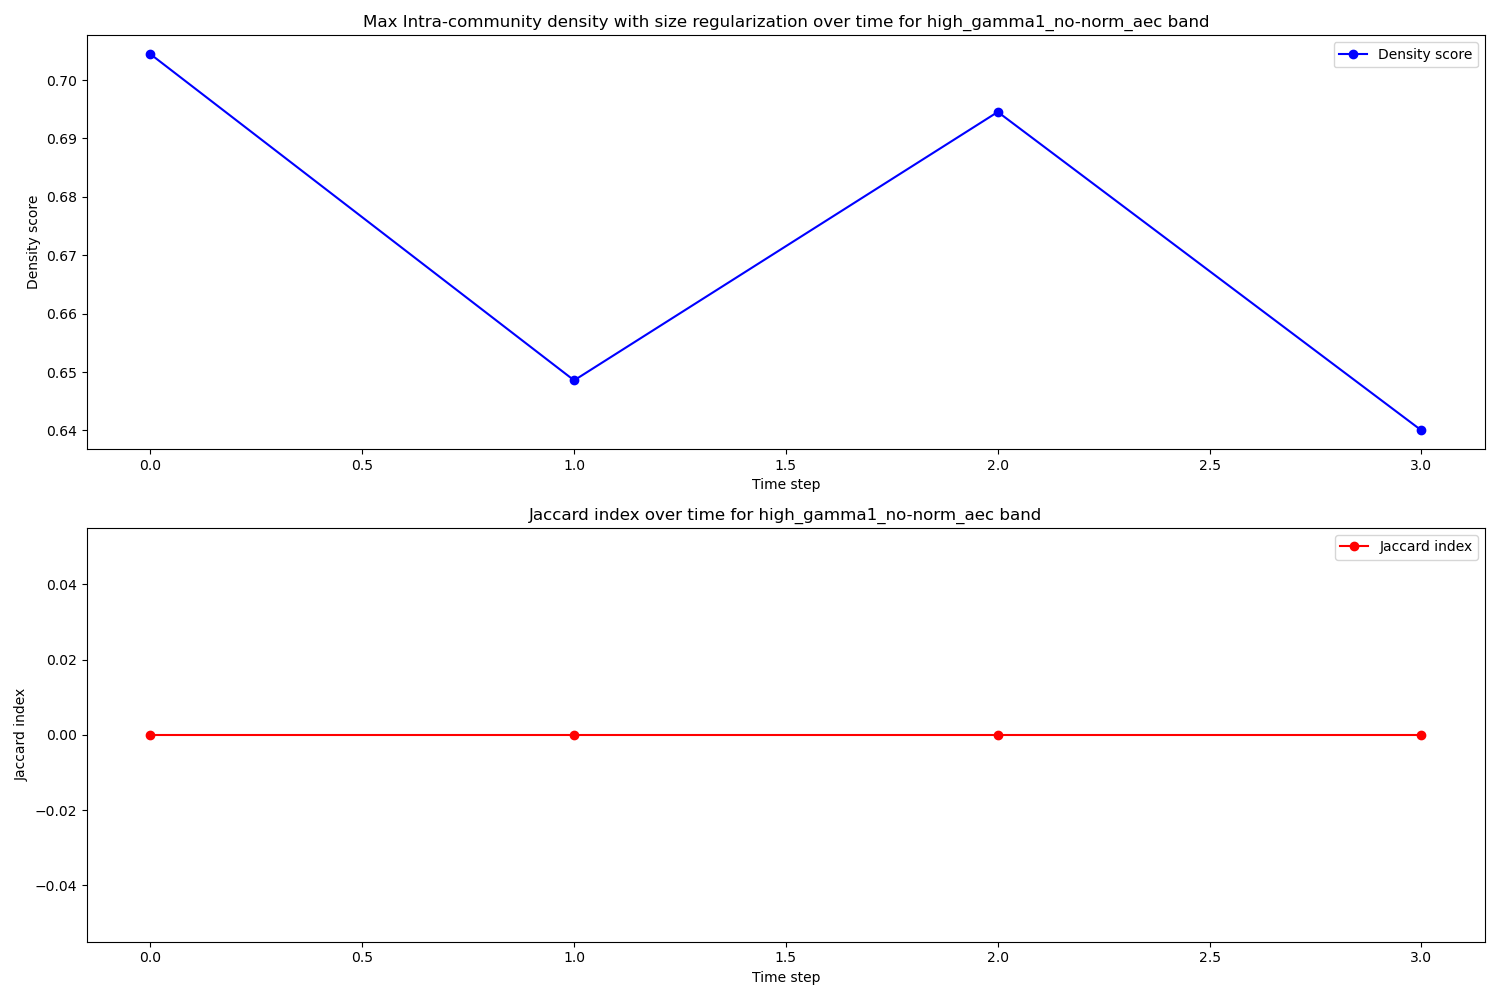 Max Intra-community density with size regularization over time for high_gamma1_no-norm_aec band
Density score
0.70
0.69
0.68
0.67
0.66
0.65
0.64
Density score
0.0 0.5 1.0 1.5 2.0 2.5 3.0
Time step
Jaccard index over time for high_gamma1_no-norm_aec band
Jaccard index
0.04
0.02
0.00
−0.02
−0.04
Jaccard index
0.0 0.5 1.0 1.5 2.0 2.5 3.0
Time step